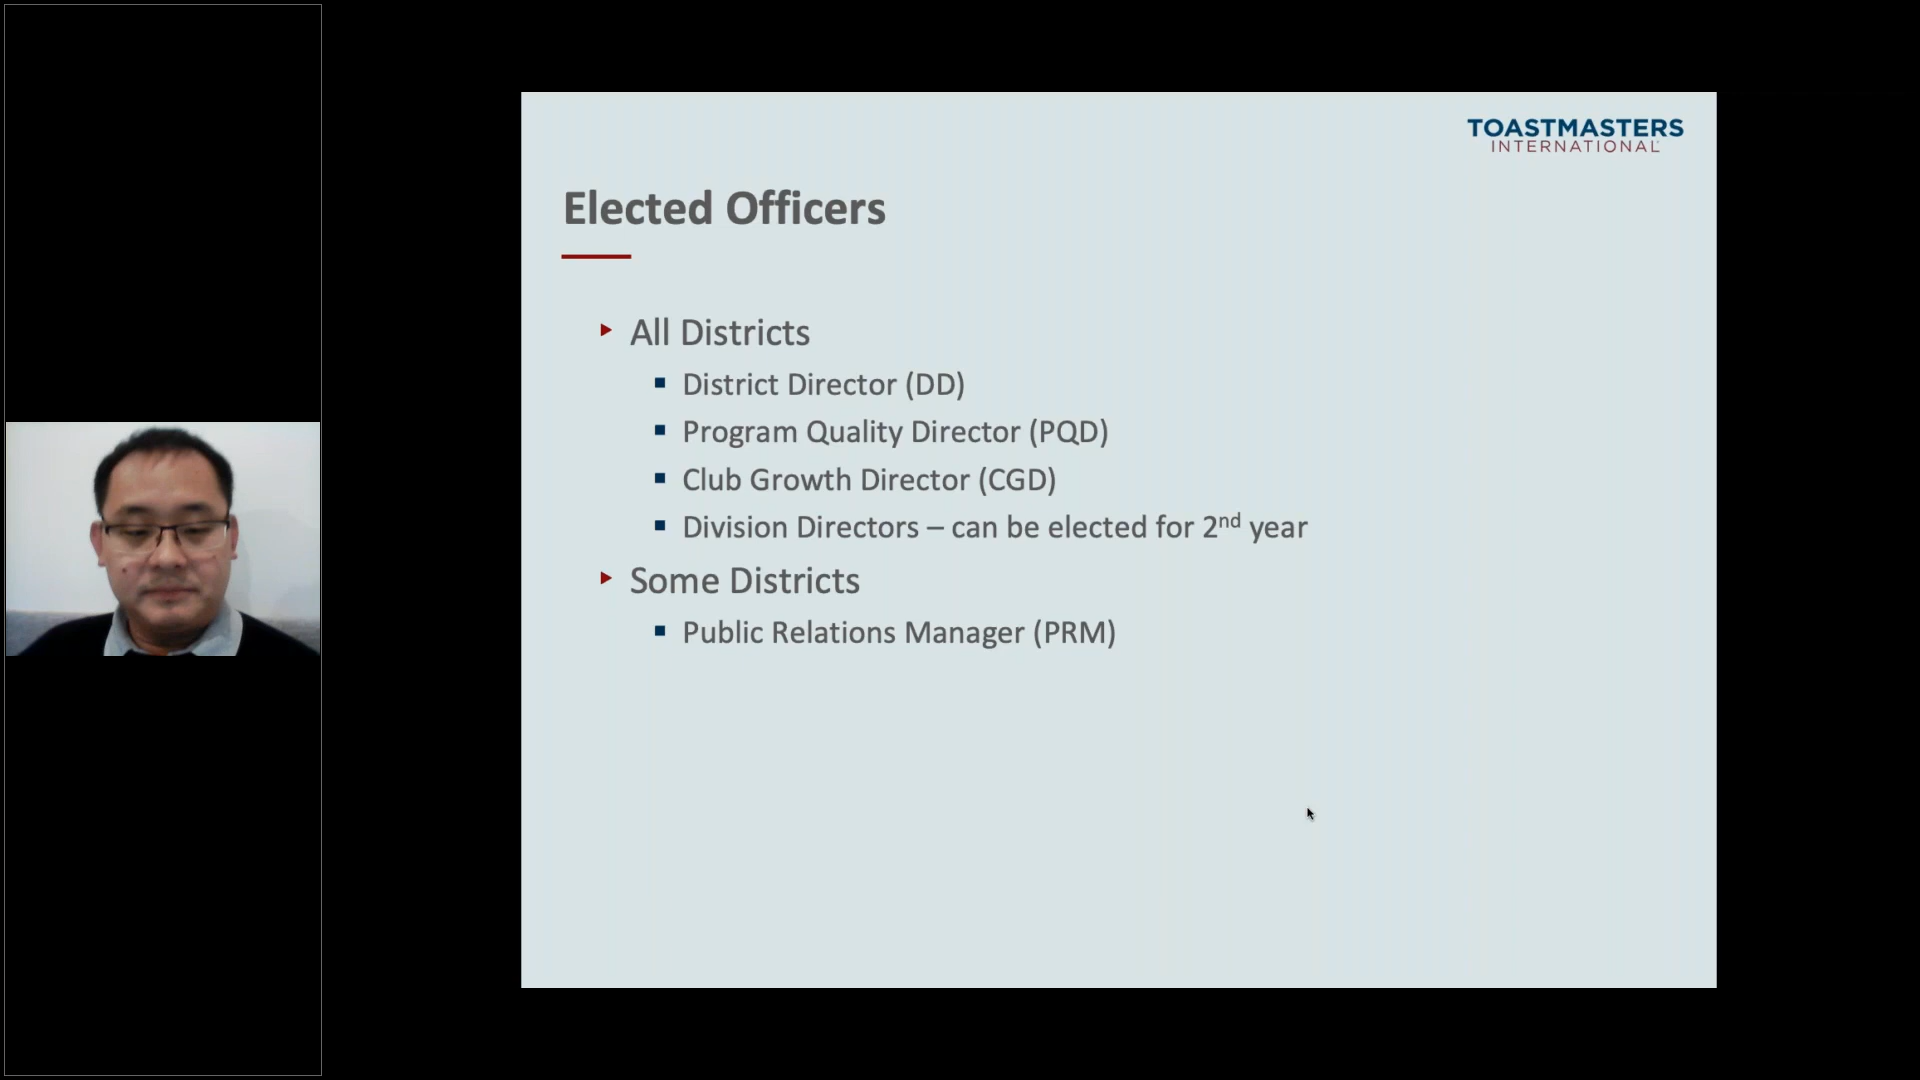 TOASTMASTERS
INTERNATIONAL
Elected Officers
All Districts
District Director (DD)
Program Quality Director (PQD)
Club Growth Director (CGD)
Division Directors – can be elected for 2nd year
Some Districts
Public Relations Manager (PRM)